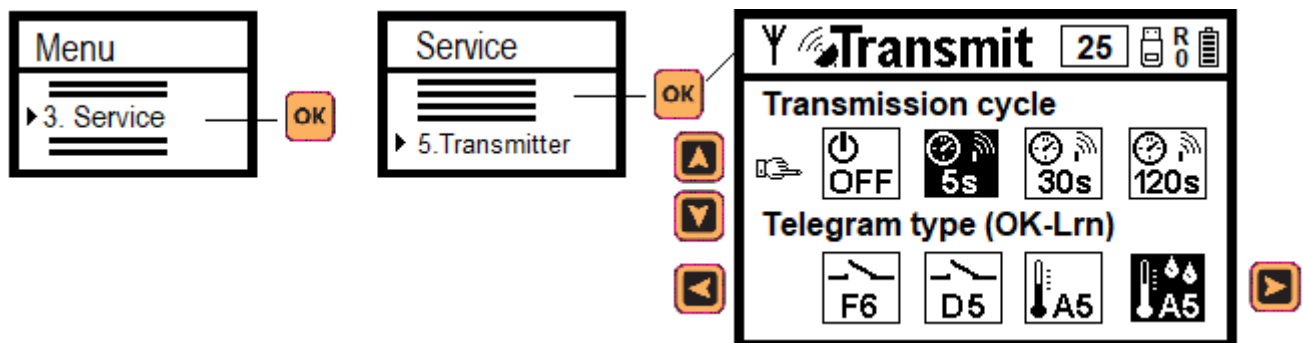 Menu
3. Service
OK
Service
5.Transmitter
OK
Transmit 25 R0
Transmission cycle
OFF 5s 30s 120s
Telegram type (OK-Lrn)
F6 D5 A5 A5